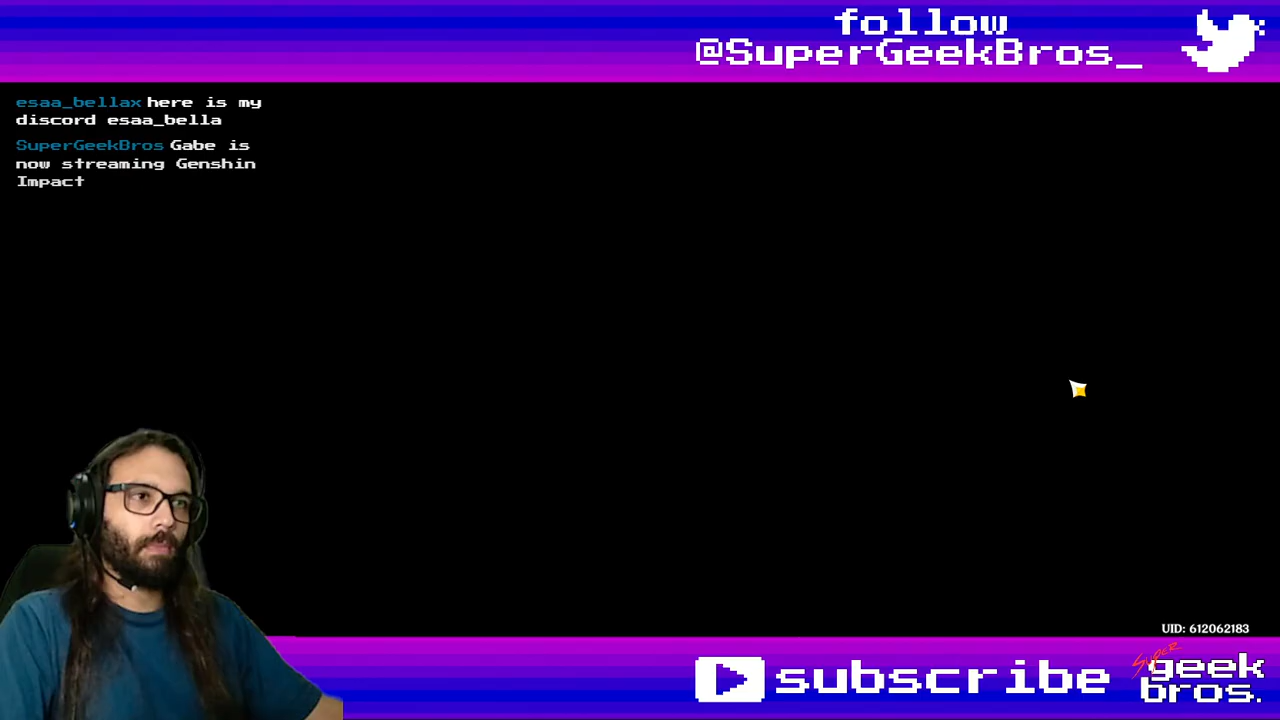 follow
@SuperGeekBros_
esaa_bellax here is my
discord esaa_bella
SuperGeekBros Gabe is
now streaming Genshin
Impact
UID: 612062183
subscribe
super
geek
bros.